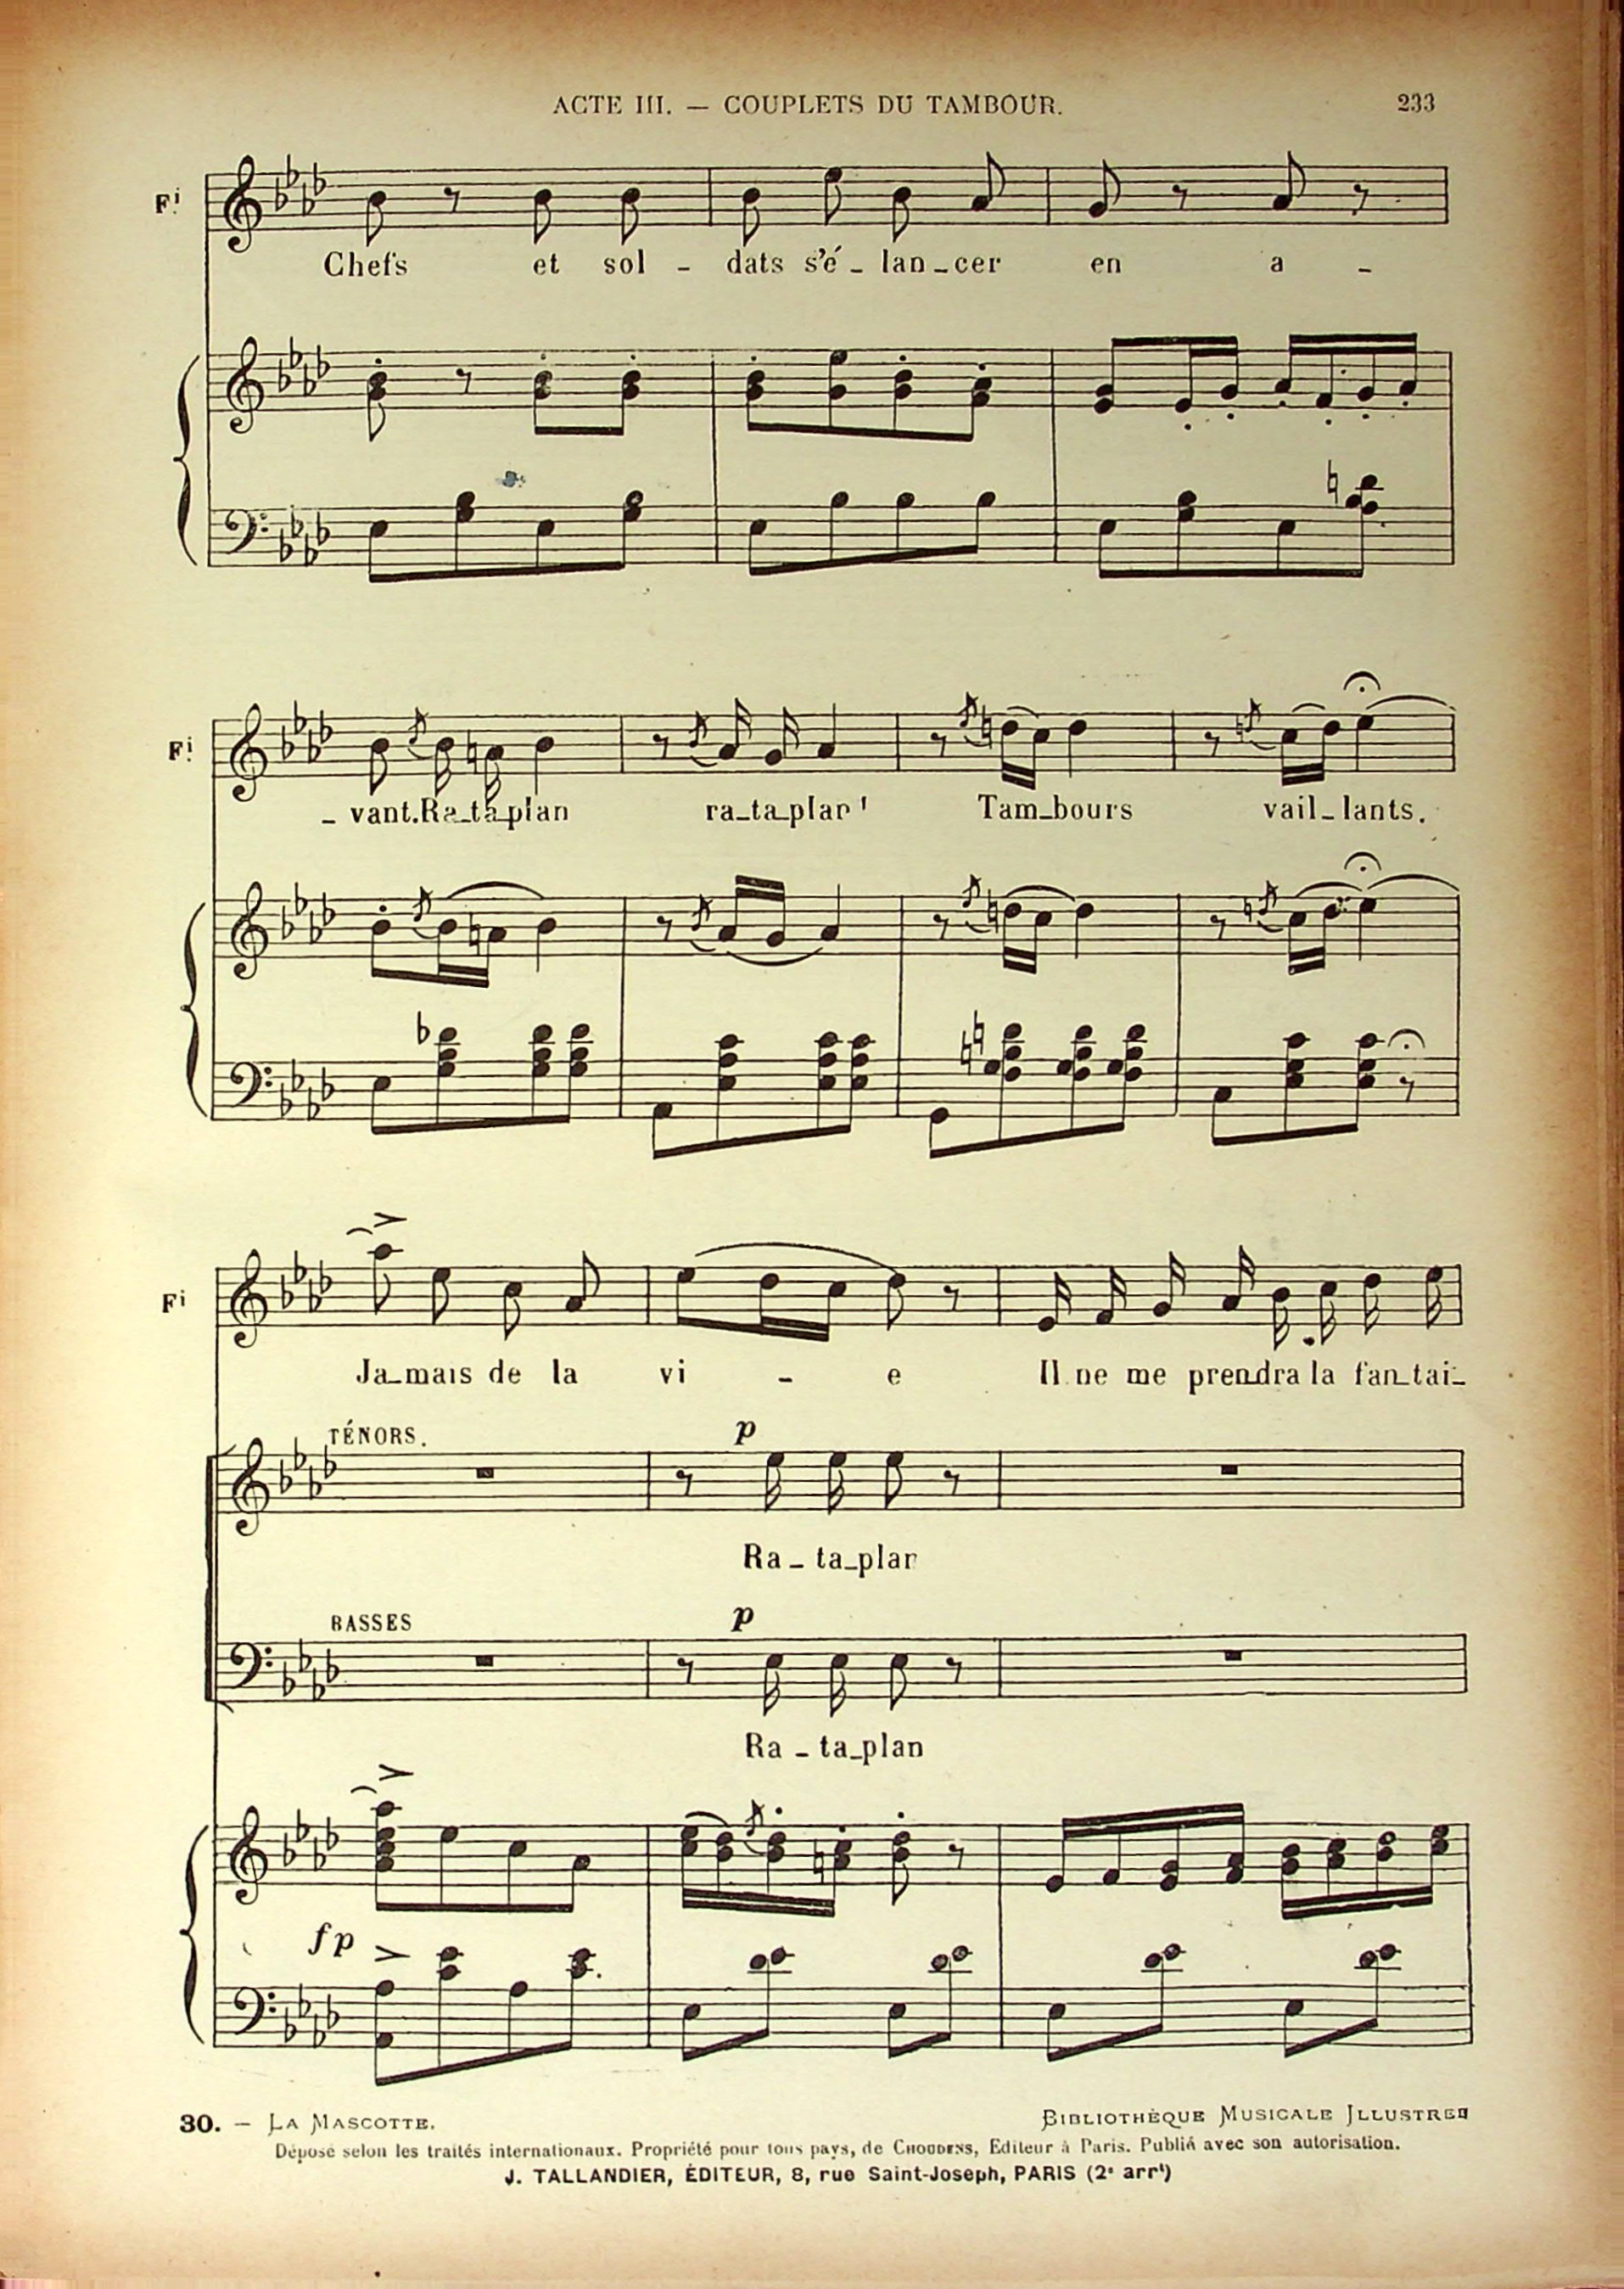 ACTE III. — COUPLETS DU TAMBOUR. 233
Fi
Chefs et sol - dats s'é - lan - cer en a -
Fi
- vant. Ra - ta - plan ra - ta - plan! Tam - bours vail - lants.
Fi
Ja - mais de la vi - e Il ne me prendra la fan - tai -
TÉNORS.
p
Ra - ta - plan
BASSES
p
Ra - ta - plan
fp
30. — LA MASCOTTE. BIBLIOTHÈQUE MUSICALE ILLUSTRÉE
Déposé selon les traités internationaux. Propriété pour tous pays, de CHOUDENS, Editeur à Paris. Publié avec son autorisation.
J. TALLANDIER, ÉDITEUR, 8, rue Saint-Joseph, PARIS (2e arrt)